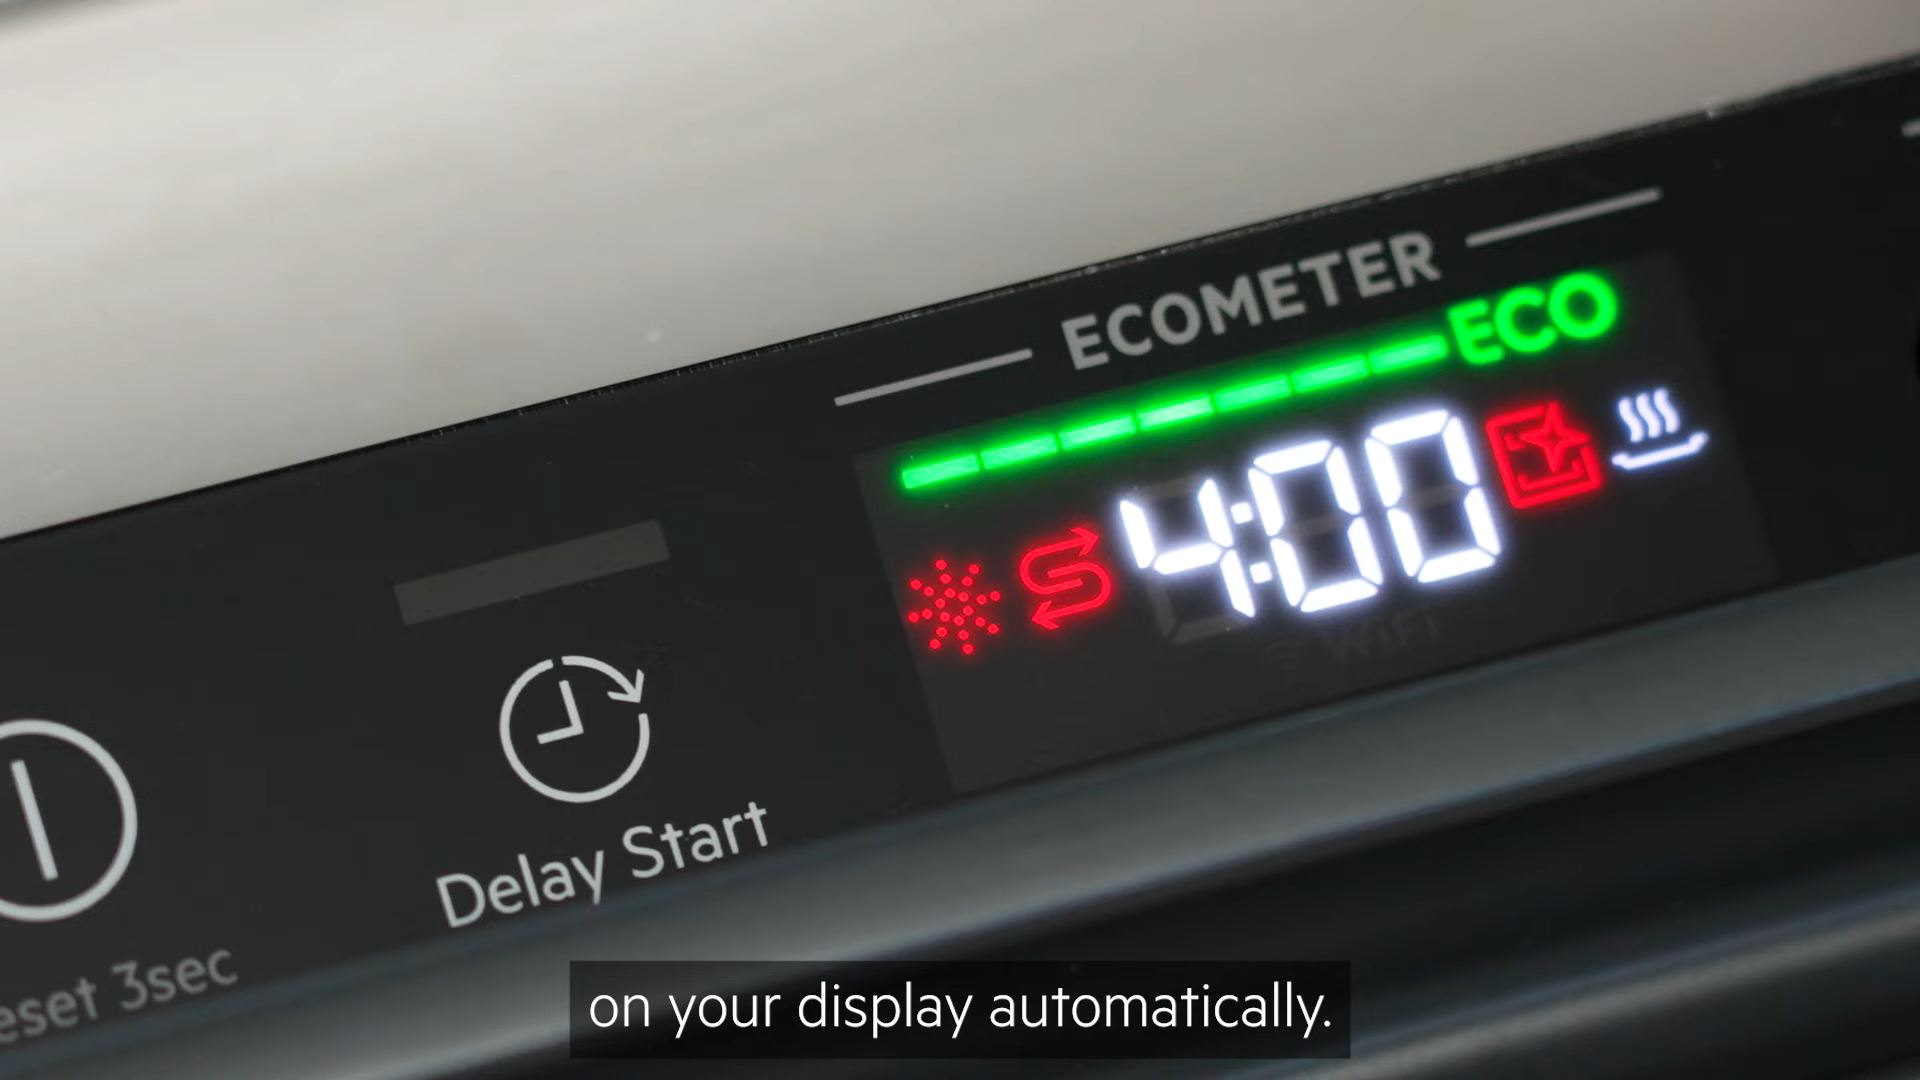 ECOMETER
ECO
4:00
WiFi
Delay Start
eset 3sec
on your display automatically.